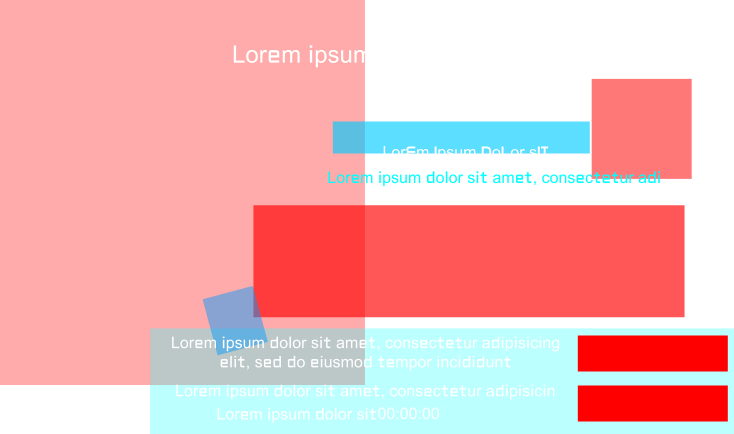 Lorem ipsum
LorEm Ipsum DoLor sIT
Lorem ipsum dolor sit amet, consectetur adi
Lorem ipsum dolor sit amet, consectetur adipisicing
elit, sed do eiusmod tempor incididunt
Lorem ipsum dolor sit amet, consectetur adipisicin
Lorem ipsum dolor sit00:00:00